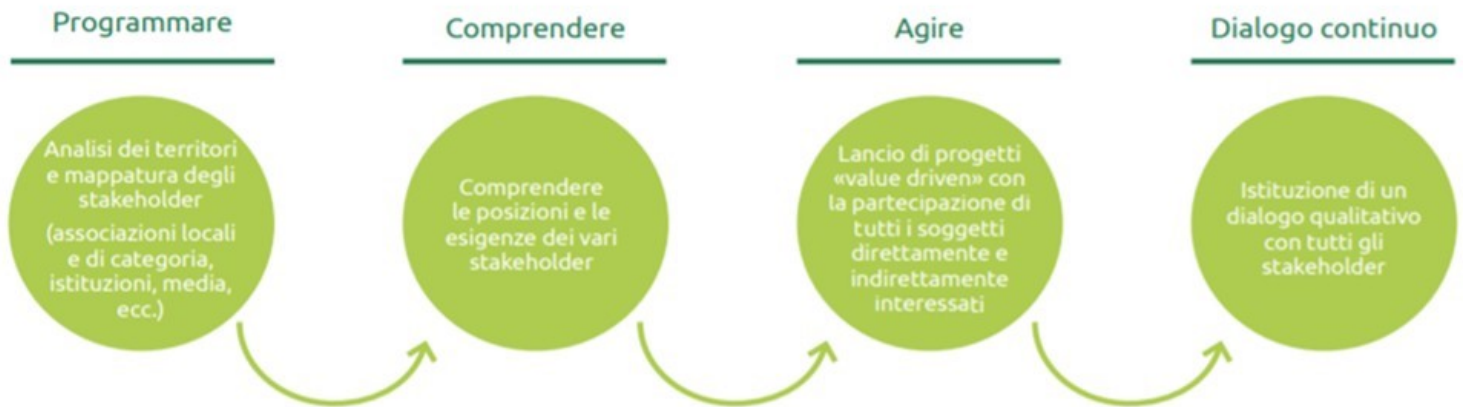 Programmare
Comprendere
Agire
Dialogo continuo
Analisi dei territori
e mappatura degli
stakeholder
(associazioni locali
e di categoria,
istituzioni, media,
ecc.)
Comprendere
le posizioni e le
esigenze dei vari
stakeholder
Lancio di progetti
«value driven» con
la partecipazione di
tutti i soggetti
direttamente e
indirettamente
interessati
Istituzione di un
dialogo qualitativo
con tutti gli
stakeholder